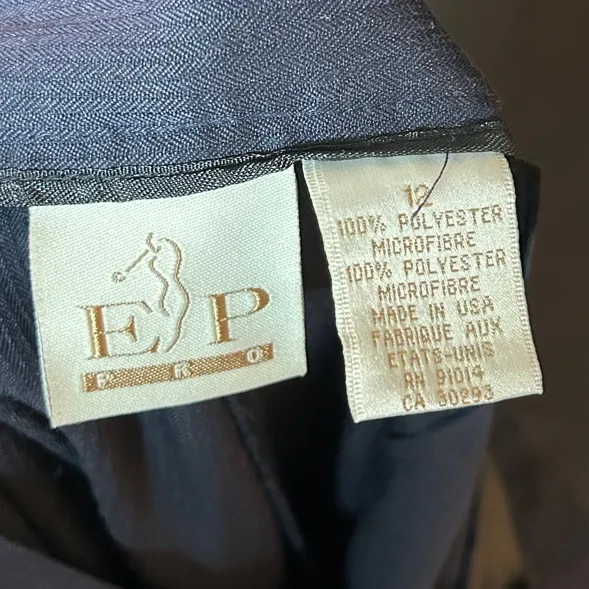 EP
PRO
12
100% POLYESTER
MICROFIBRE
100% POLYESTER
MICROFIBRE
MADE IN USA
FABRIQUE AUX
ETATS-UNIS
RN 91014
CA 30293